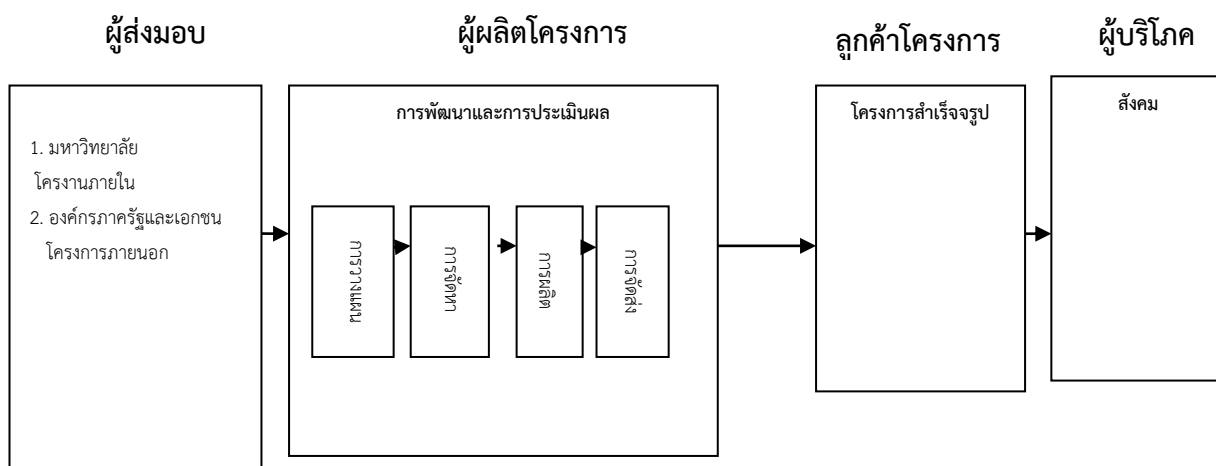 ผู้ส่งมอบ
ผู้ผลิตโครงการ
ลูกค้าโครงการ
ผู้บริโภค
1. มหาวิทยาลัย
โครงานภายใน
2. องค์กรภาครัฐและเอกชน
โครงการภายนอก
การพัฒนาและการประเมินผล
การวางแผน
การจัดหา
การผลิต
การจัดส่ง
โครงการสำเร็จจรูป
สังคม